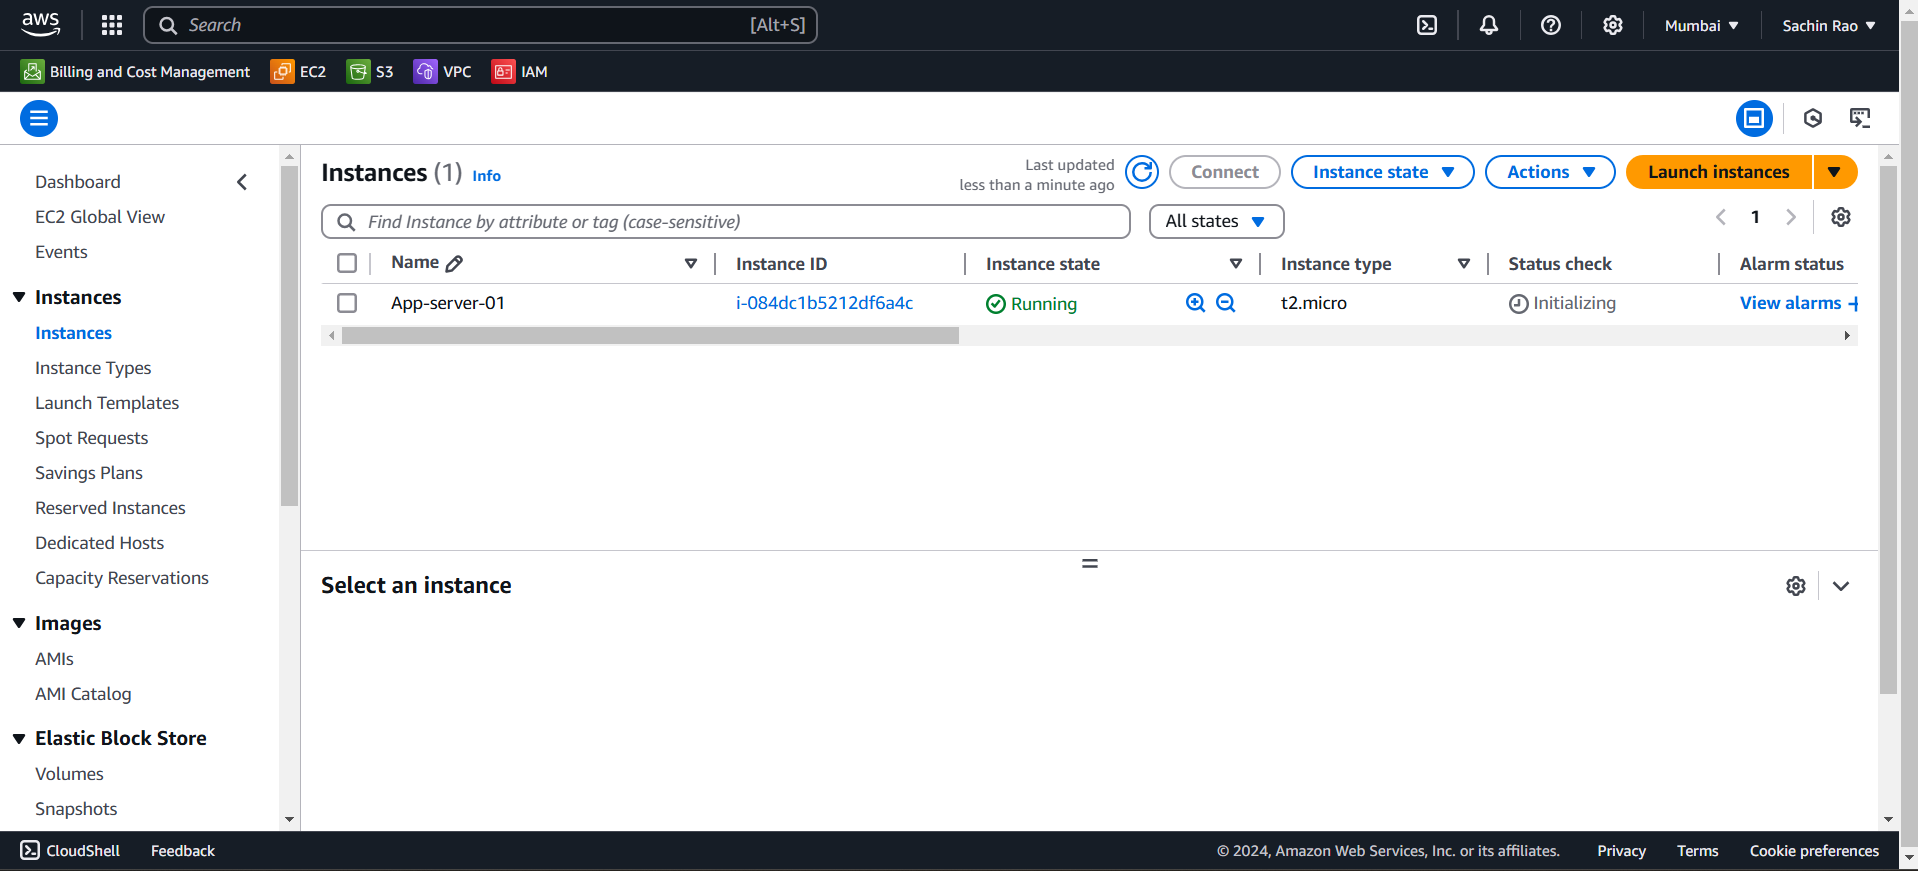 aws
Search [Alt+S]
Mumbai
Sachin Rao
Billing and Cost Management
EC2
S3
VPC
IAM
Dashboard
EC2 Global View
Events
Instances
Instances
Instance Types
Launch Templates
Spot Requests
Savings Plans
Reserved Instances
Dedicated Hosts
Capacity Reservations
Images
AMIs
AMI Catalog
Elastic Block Store
Volumes
Snapshots
Instances (1) Info
Last updated
less than a minute ago
Connect
Instance state
Actions
Launch instances
Find Instance by attribute or tag (case-sensitive)
All states
1
Name Instance ID Instance state Instance type Status check Alarm status
App-server-01 i-084dc1b5212df6a4c Running t2.micro Initializing View alarms +
Select an instance
CloudShell Feedback © 2024, Amazon Web Services, Inc. or its affiliates. Privacy Terms Cookie preferences